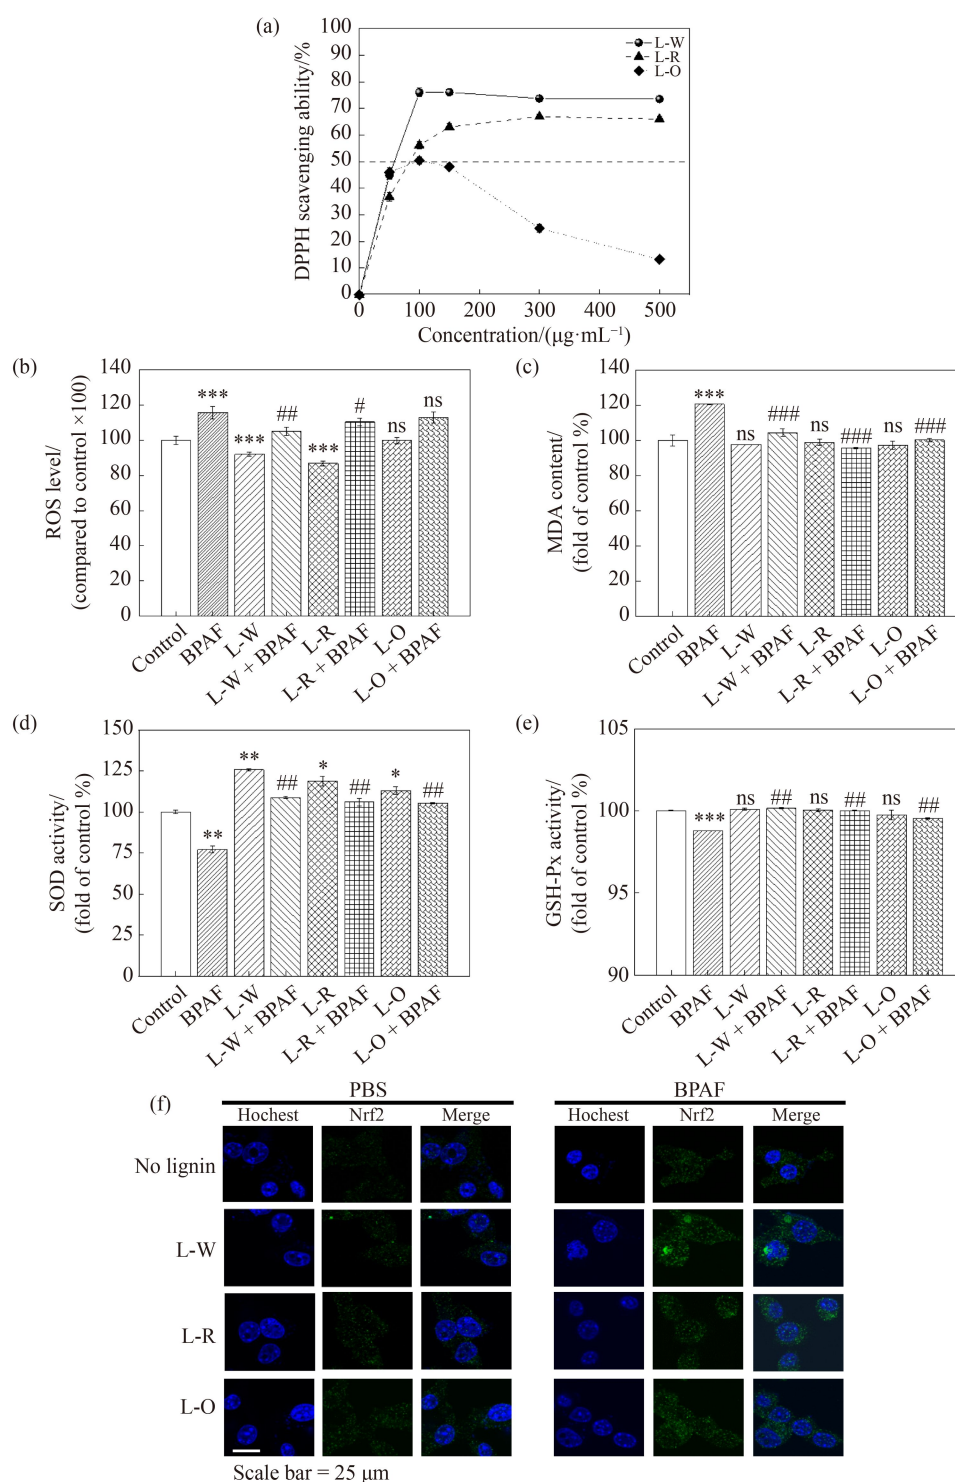 (a)
100
90
80
70
60
50
40
30
20
10
0
DPPH scavenging ability/%
L-W
L-R
L-O
0 100 200 300 400 500
Concentration/(μg·mL⁻¹)
(b)
140
120
100
80
60
40
20
0
ROS level/
(compared to control ×100)
*** *** ## *** # ns ns
Control BPAF L-W L-W + BPAF L-R L-R + BPAF L-O L-O + BPAF
(c)
140
120
100
80
60
40
20
0
MDA content/
(fold of control %)
*** ns ### ns ### ns ###
Control BPAF L-W L-W + BPAF L-R L-R + BPAF L-O L-O + BPAF
(d)
150
125
100
75
50
25
0
SOD activity/
(fold of control %)
** ** ## * ## * ##
Control BPAF L-W L-W + BPAF L-R L-R + BPAF L-O L-O + BPAF
(e)
105
100
95
90
GSH-Px activity/
(fold of control %)
*** ns ## ns ## ns ##
Control BPAF L-W L-W + BPAF L-R L-R + BPAF L-O L-O + BPAF
(f)
PBS BPAF
Hochest Nrf2 Merge Hochest Nrf2 Merge
No lignin
L-W
L-R
L-O
Scale bar = 25 μm